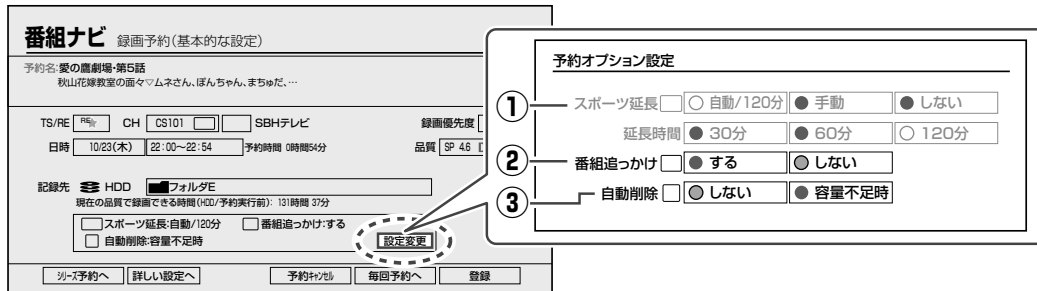 番組ナビ 録画予約(基本的な設定)
予約名:愛の鷹劇場・第5話
秋山花嫁教室の面々▽ムネさん、ぽんちゃん、まちゅだ、…
TS/RE RE CH CS101 SBHテレビ 録画優先度
日時 10/23(木) 22:00~22:54 予約時間 0時間54分 品質 SP 4.6
記録先 HDD フォルダE
現在の品質で録画できる時間(HDD/予約実行前): 131時間 37分
スポーツ延長:自動/120分 番組追っかけ:する
自動削除:容量不足時 設定変更
シリーズ予約へ 詳しい設定へ 予約キャンセル 毎回予約へ 登録
予約オプション設定
① スポーツ延長 自動/120分 手動 しない
延長時間 30分 60分 120分
② 番組追っかけ する しない
③ 自動削除 しない 容量不足時